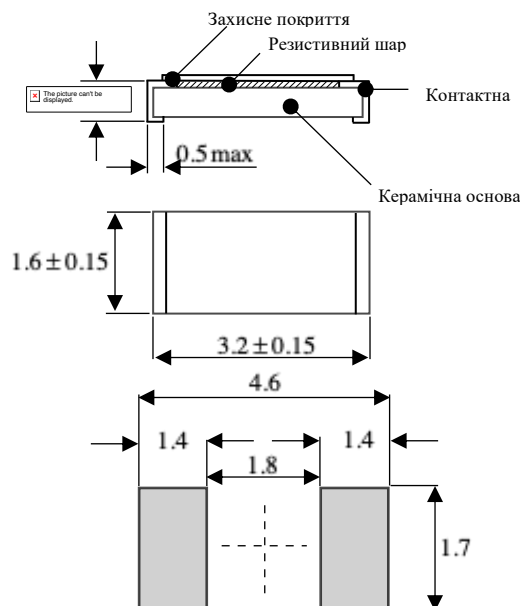 Захисне покриття
Резистивний шар
The picture can't be
displayed.
Контактна
0.5 max
Керамічна основа
1.6 ± 0.15
3.2 ± 0.15
4.6
1.4
1.4
1.8
1.7